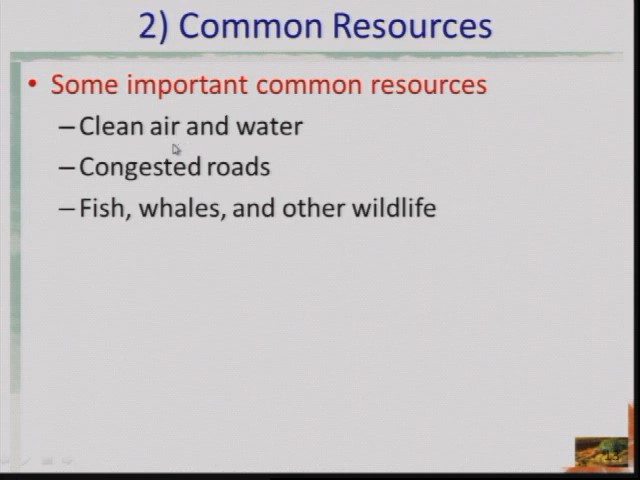 2) Common Resources
• Some important common resources
–Clean air and water
–Congested roads
–Fish, whales, and other wildlife